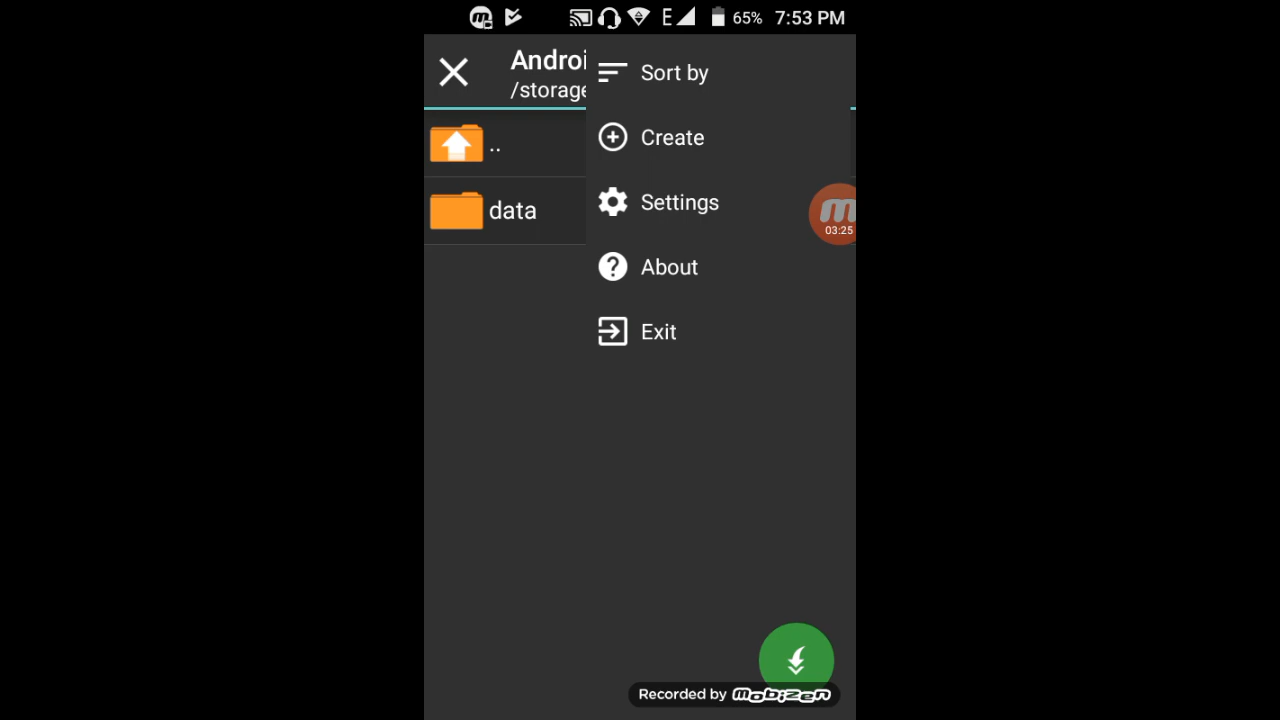 E 65% 7:53 PM
Androi
/storage
Sort by
..
Create
data
Settings
03:25
About
Exit
Recorded by mobizen